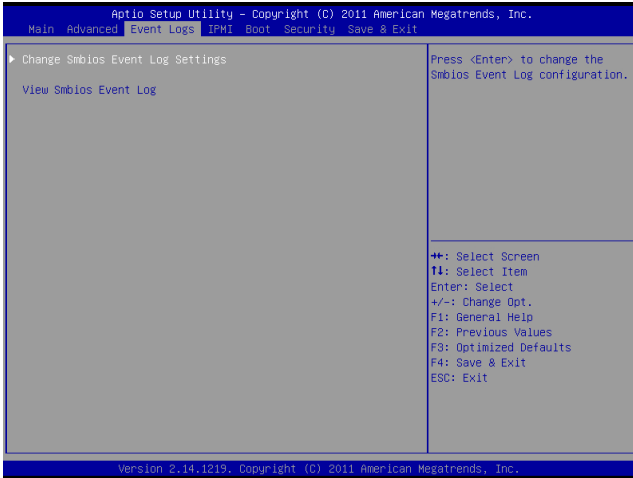 Aptio Setup Utility – Copyright (C) 2011 American Megatrends, Inc.
Main Advanced Event Logs IPMI Boot Security Save & Exit
▶ Change Smbios Event Log Settings
View Smbios Event Log
Press <Enter> to change the
Smbios Event Log configuration.
→←: Select Screen
↑↓: Select Item
Enter: Select
+/-: Change Opt.
F1: General Help
F2: Previous Values
F3: Optimized Defaults
F4: Save & Exit
ESC: Exit
Version 2.14.1219. Copyright (C) 2011 American Megatrends, Inc.